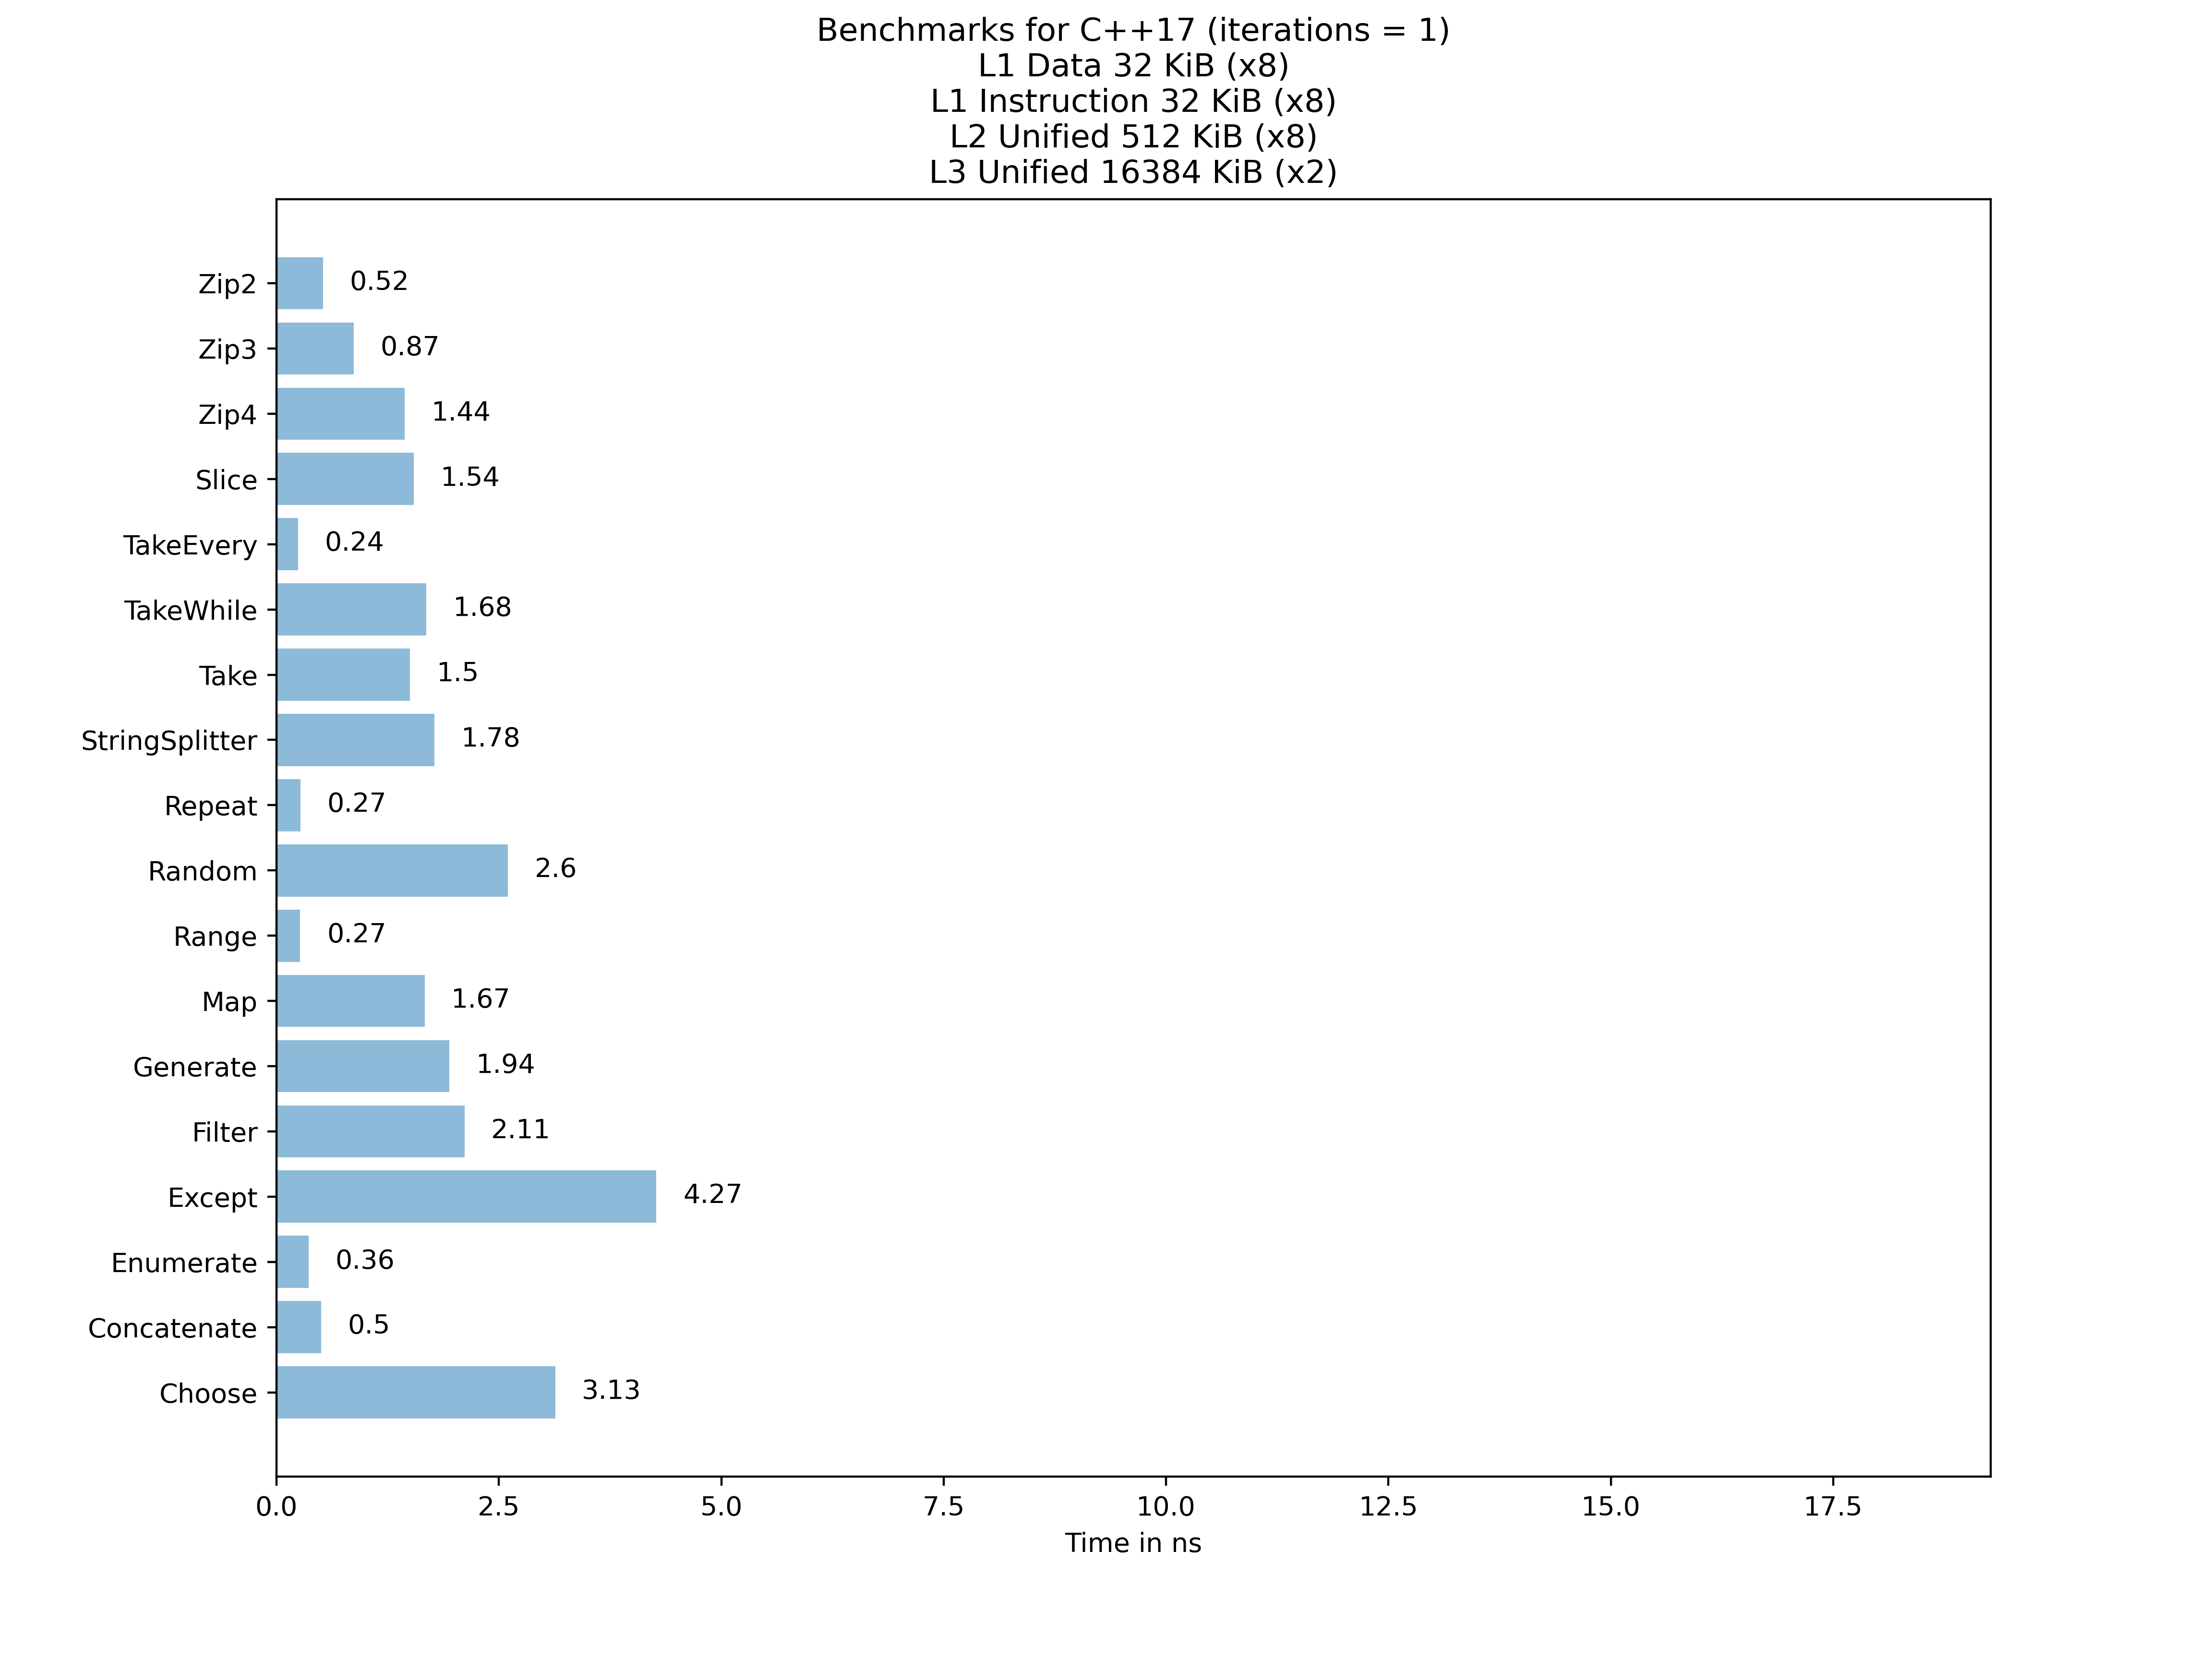 Benchmarks for C++17 (iterations = 1)
L1 Data 32 KiB (x8)
L1 Instruction 32 KiB (x8)
L2 Unified 512 KiB (x8)
L3 Unified 16384 KiB (x2)
Zip2 0.52
Zip3 0.87
Zip4 1.44
Slice 1.54
TakeEvery 0.24
TakeWhile 1.68
Take 1.5
StringSplitter 1.78
Repeat 0.27
Random 2.6
Range 0.27
Map 1.67
Generate 1.94
Filter 2.11
Except 4.27
Enumerate 0.36
Concatenate 0.5
Choose 3.13
0.0 2.5 5.0 7.5 10.0 12.5 15.0 17.5
Time in ns